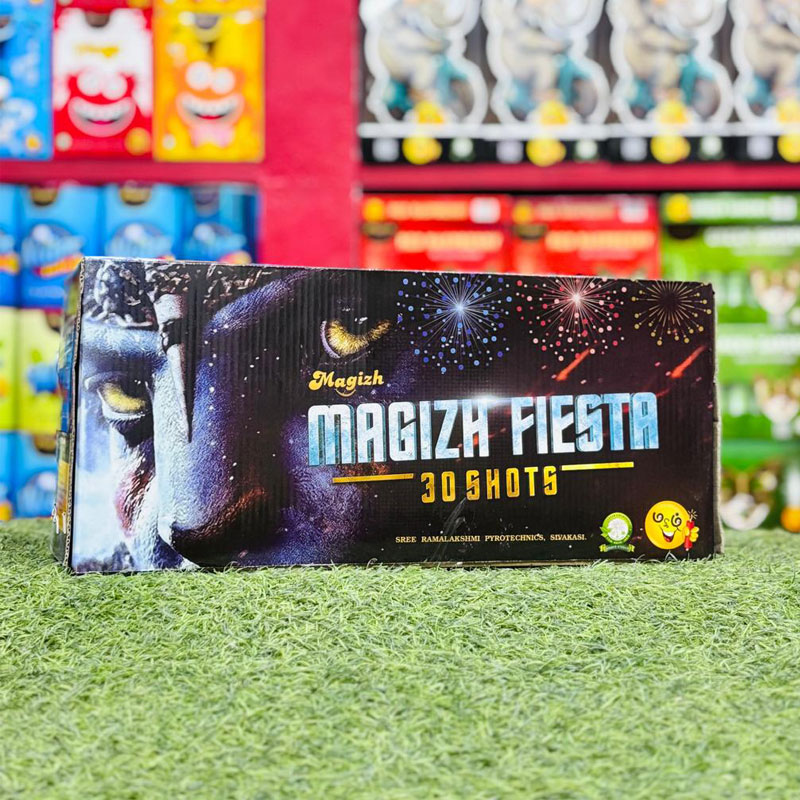 Magizh
MAGIZH FIESTA
30 SHOTS
SREE RAMALAKSHMI PYROTECHNICS, SIVAKASI.